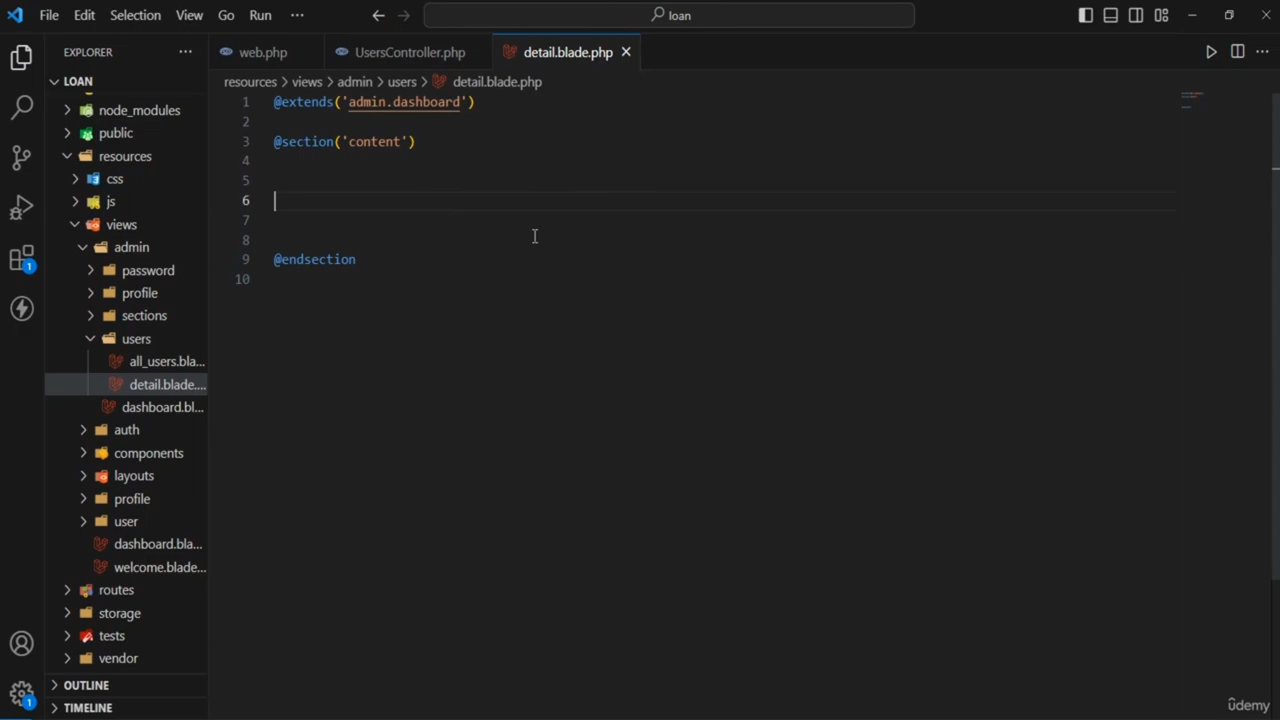 File Edit Selection View Go Run ··· loan
EXPLORER ···
web.php UsersController.php detail.blade.php
LOAN
resources > views > admin > users > detail.blade.php
node_modules
public
resources
css
js
views
admin
password
profile
sections
users
all_users.bla...
detail.blade....
dashboard.bl...
auth
components
layouts
profile
user
dashboard.bla...
welcome.blade...
routes
storage
tests
vendor
OUTLINE
TIMELINE
1 @extends('admin.dashboard')
2
3 @section('content')
4
5
6
7
8
9 @endsection
10
1
1
ûdemy